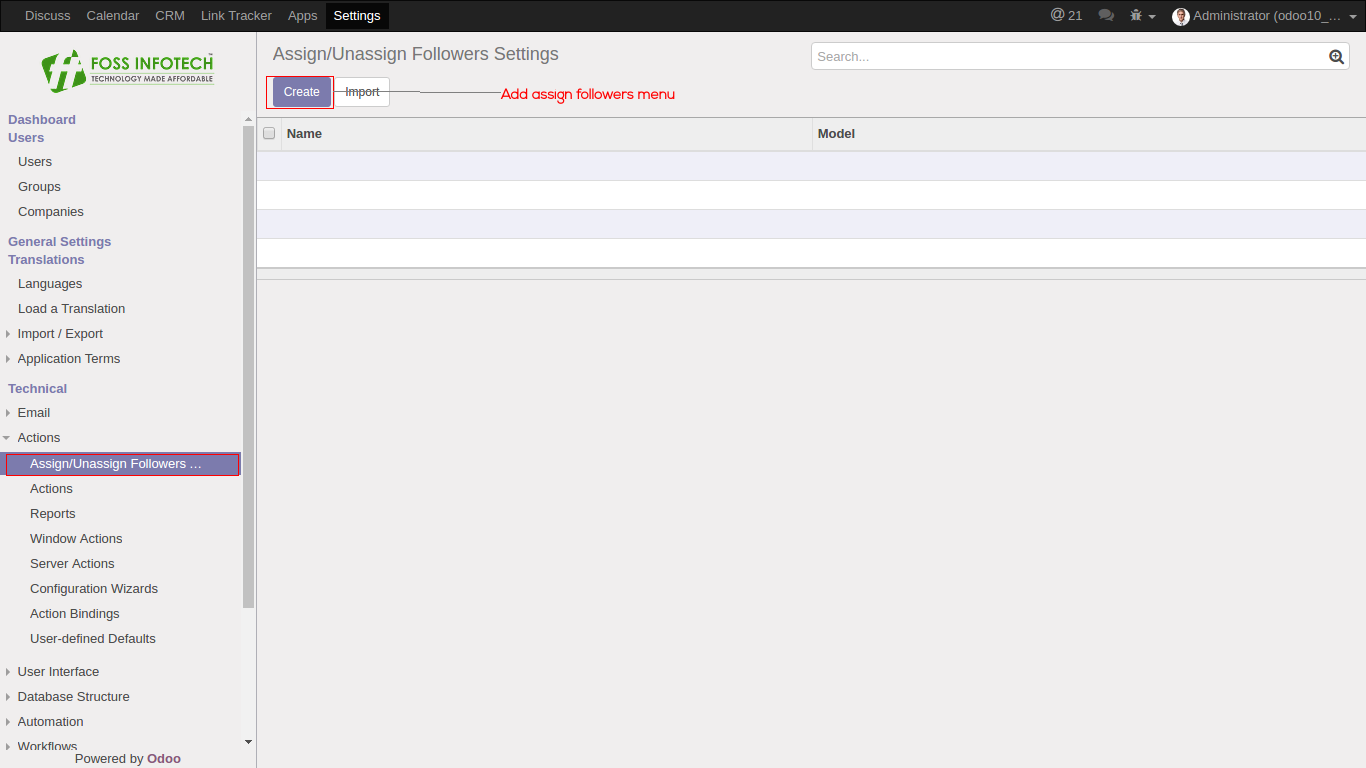 Discuss Calendar CRM Link Tracker Apps Settings @ 21 Administrator (odoo10_...
FOSS INFOTECH™
TECHNOLOGY MADE AFFORDABLE
Assign/Unassign Followers Settings
Search...
Create Import Add assign followers menu
Name Model
Dashboard
Users
Users
Groups
Companies
General Settings
Translations
Languages
Load a Translation
Import / Export
Application Terms
Technical
Email
Actions
Assign/Unassign Followers ...
Actions
Reports
Window Actions
Server Actions
Configuration Wizards
Action Bindings
User-defined Defaults
User Interface
Database Structure
Automation
Workflows
Powered by Odoo